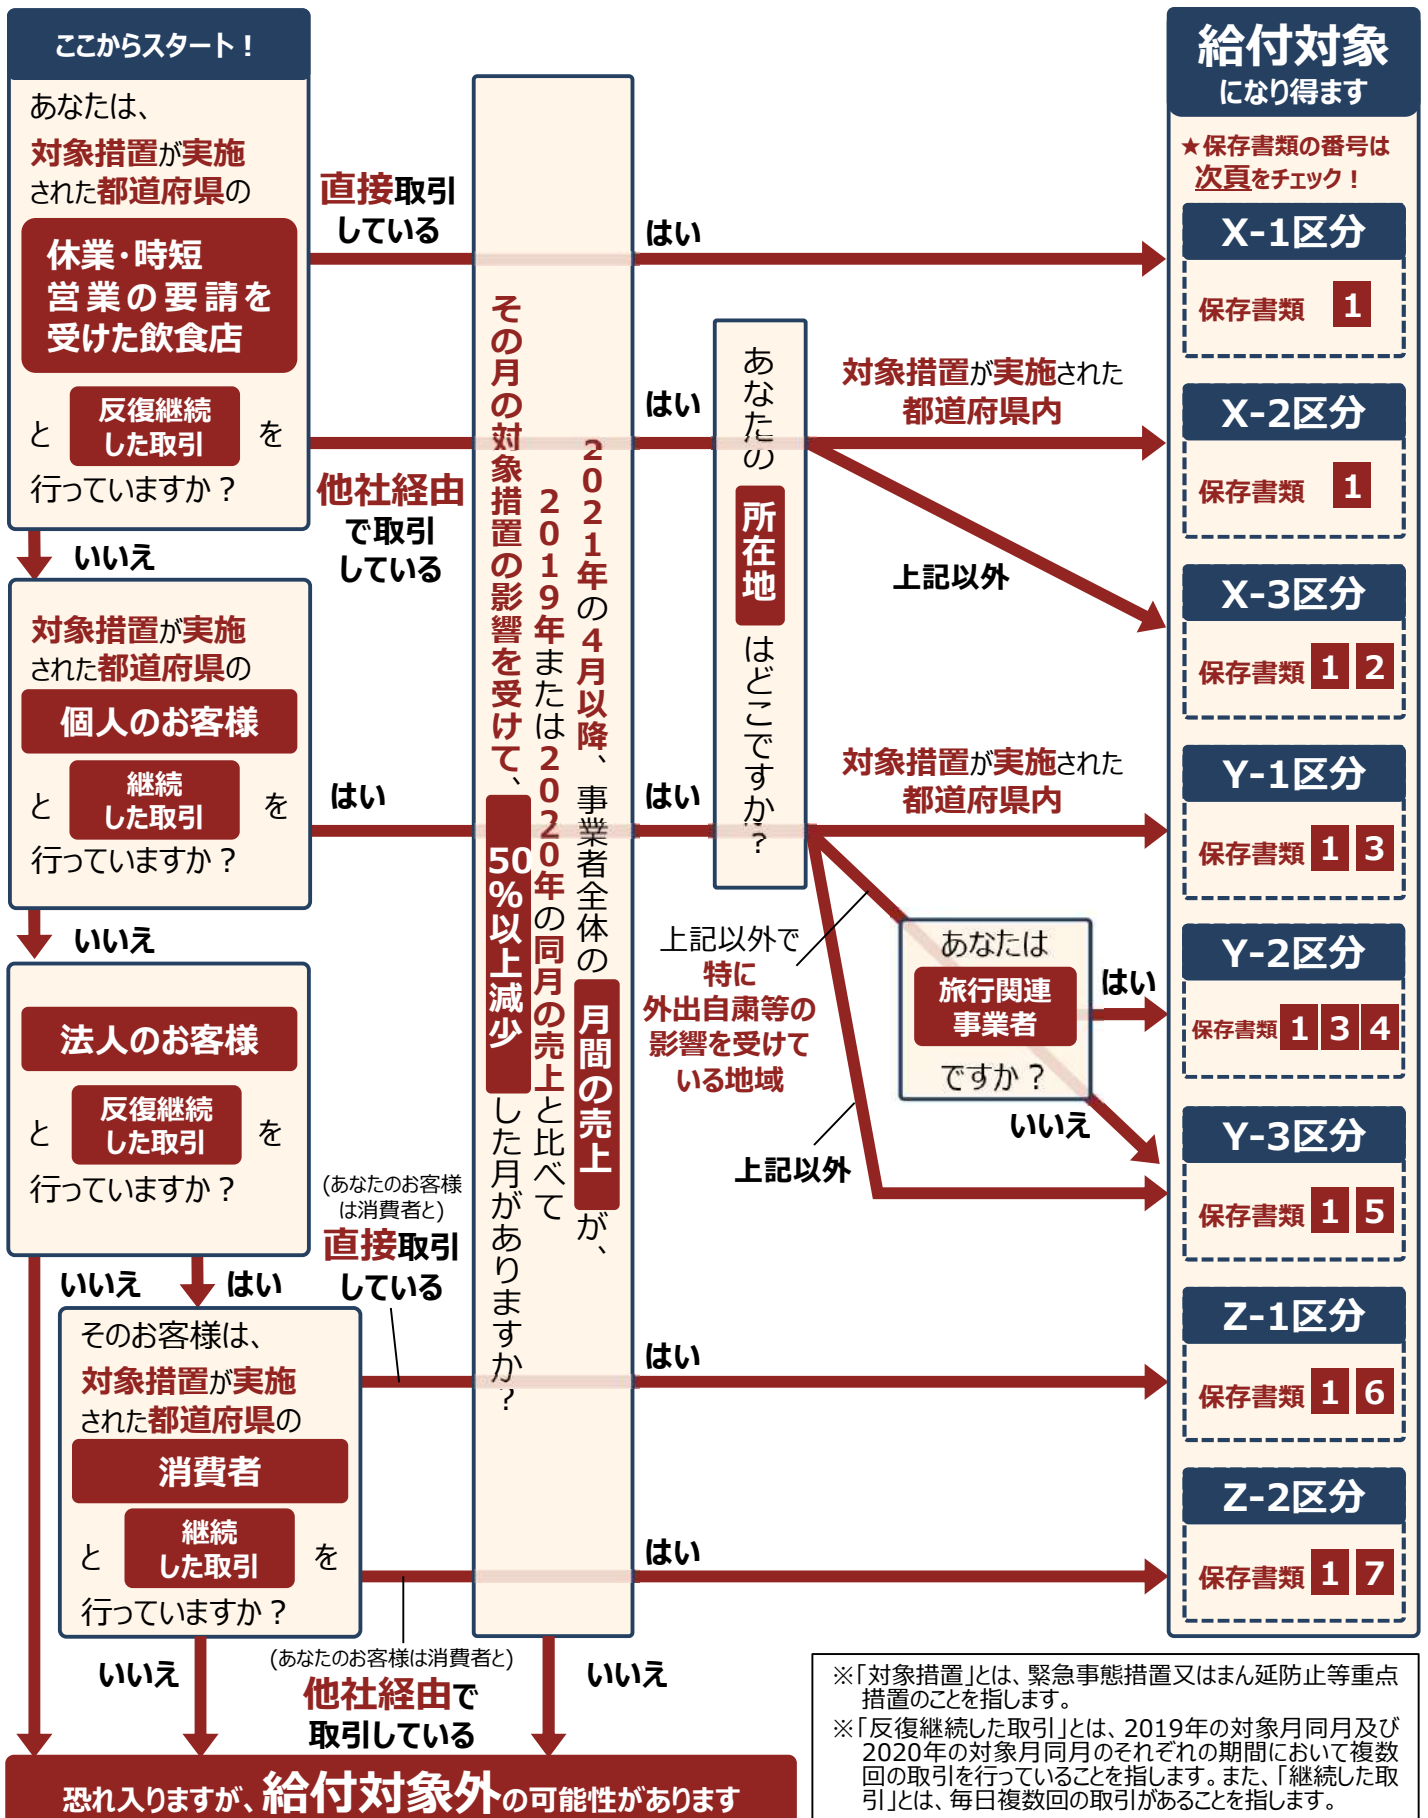 ここからスタート！
あなたは、
対象措置が実施
された都道府県の
休業・時短
営業の要請を
受けた飲食店
と
反復継続
した取引
を
行っていますか？
直接取引
している
他社経由
で取引
している
いいえ
対象措置が実施
された都道府県の
個人のお客様
と
継続
した取引
を
行っていますか？
はい
いいえ
法人のお客様
と
反復継続
した取引
を
行っていますか？
いいえ
はい
そのお客様は、
対象措置が実施
された都道府県の
消費者
と
継続
した取引
を
行っていますか？
(あなたのお客様
は消費者と)
直接取引
している
(あなたのお客様は消費者と)
他社経由で
取引している
いいえ
2021年の4月以降、事業者全体の月間の売上が、
2019年または2020年の同月の売上と比べて
その月の対象措置の影響を受けて、50％以上減少した月がありますか？
はい
はい
はい
はい
はい
いいえ
あなたの所在地はどこですか？
対象措置が実施された
都道府県内
上記以外
対象措置が実施された
都道府県内
上記以外で
特に
外出自粛等の
影響を受けて
いる地域
上記以外
あなたは
旅行関連
事業者
ですか？
はい
いいえ
給付対象
になり得ます
★保存書類の番号は
次頁をチェック！
X-1区分
保存書類 1
X-2区分
保存書類 1
X-3区分
保存書類 1 2
Y-1区分
保存書類 1 3
Y-2区分
保存書類 1 3 4
Y-3区分
保存書類 1 5
Z-1区分
保存書類 1 6
Z-2区分
保存書類 1 7
恐れ入りますが、給付対象外の可能性があります
※「対象措置」とは、緊急事態措置又はまん延防止等重点
措置のことを指します。
※「反復継続した取引」とは、2019年の対象月同月及び
2020年の対象月同月のそれぞれの期間において複数
回の取引を行っていることを指します。また、「継続した取
引」とは、毎日複数回の取引があることを指します。